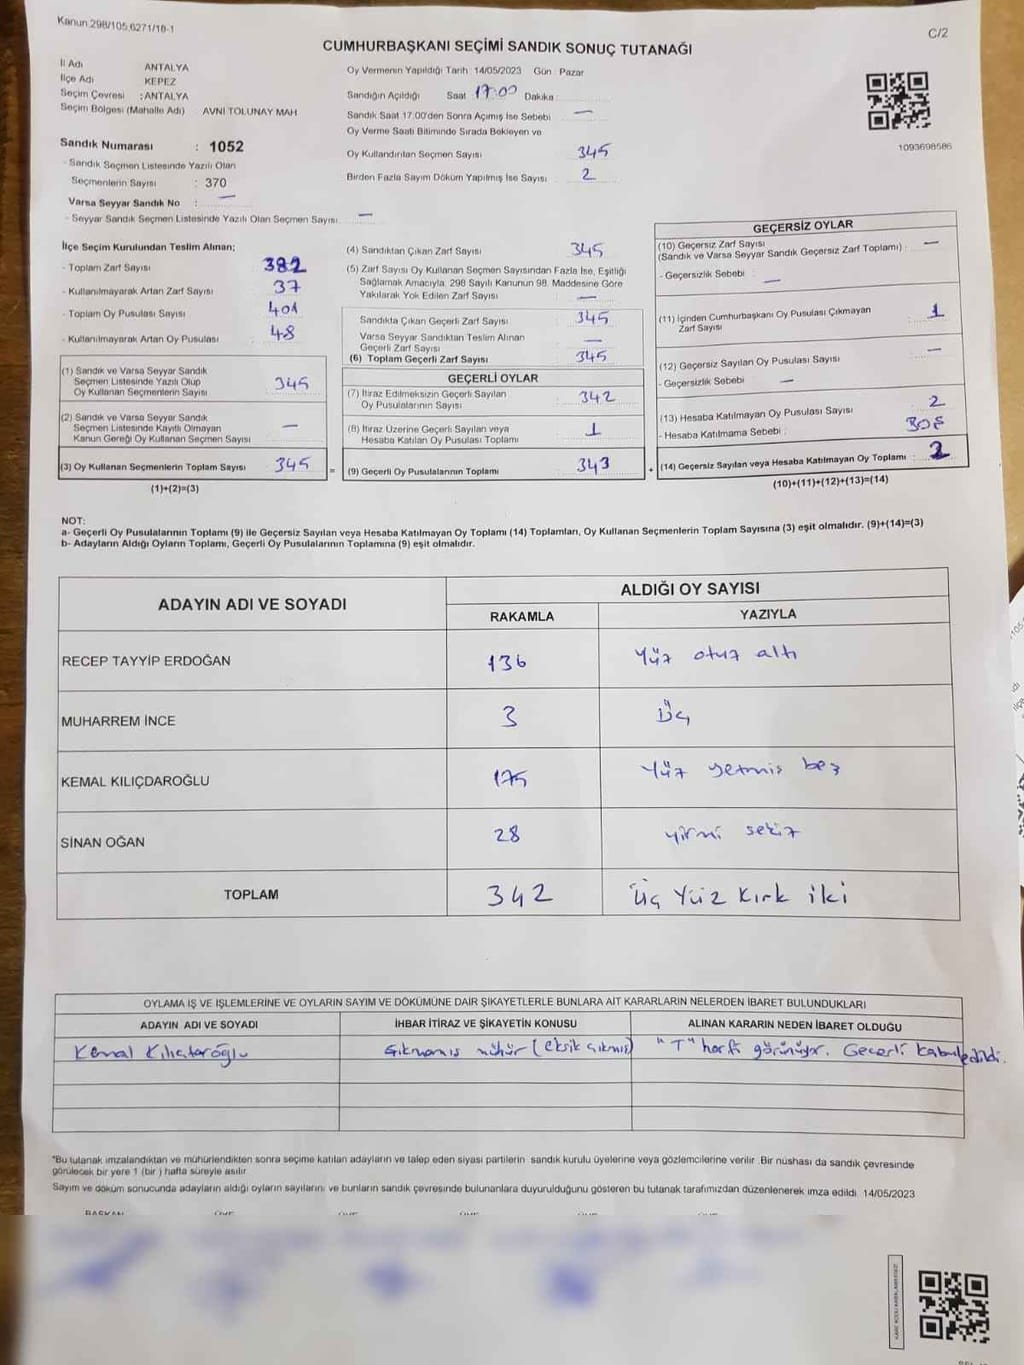 Kanun 298/105,6271/18-1
C/2
CUMHURBAŞKANI SEÇİMİ SANDIK SONUÇ TUTANAĞI
İl Adı ANTALYA
İlçe Adı KEPEZ
Seçim Çevresi : ANTALYA
Seçim Bölgesi (Mahalle Adı) AVNİ TOLUNAY MAH
Oy Vermenin Yapıldığı Tarih 14/05/2023 Gün : Pazar
Sandığın Açıldığı Saat 17:00 Dakika :
Sandık Saat 17.00'den Sonra Açımış İse Sebebi —
Oy Verme Saati Bitiminde Sırada Bekleyen ve
Oy Kullandırılan Seçmen Sayısı 345
Birden Fazla Sayım Döküm Yapılmış İse Sayısı 2
1093698586
Sandık Numarası : 1052
- Sandık Seçmen Listesinde Yazılı Olan
Seçmenlerin Sayısı : 370
Varsa Seyyar Sandık No : —
- Seyyar Sandık Seçmen Listesinde Yazılı Olan Seçmen Sayısı —
İlçe Seçim Kurulundan Teslim Alınan;
- Toplam Zarf Sayısı 382
- Kullanılmayarak Artan Zarf Sayısı 37
- Toplam Oy Pusulası Sayısı 401
- Kullanılmayarak Artan Oy Pusulası 48
(1) Sandık ve Varsa Seyyar Sandık
Seçmen Listesinde Yazılı Olup
Oy Kullanan Seçmenlerin Sayısı 345
(2) Sandık ve Varsa Seyyar Sandık
Seçmen Listesinde Kayıtlı Olmayan
Kanun Gereği Oy Kullanan Seçmen Sayısı —
(3) Oy Kullanan Seçmenlerin Toplam Sayısı 345 =
(1)+(2)=(3)
(4) Sandıktan Çıkan Zarf Sayısı 345
(5) Zarf Sayısı Oy Kullanan Seçmen Sayısından Fazla İse, Eşitliği
Sağlamak Amacıyla, 298 Sayılı Kanunun 98. Maddesine Göre
Yakılarak Yok Edilen Zarf Sayısı —
Sandıkta Çıkan Geçerli Zarf Sayısı 345
Varsa Seyyar Sandıktan Teslim Alınan
Geçerli Zarf Sayısı —
(6) Toplam Geçerli Zarf Sayısı 345
GEÇERLİ OYLAR
(7) İtiraz Edilmeksizin Geçerli Sayılan
Oy Pusulalarının Sayısı 342
(8) İtiraz Üzerine Geçerli Sayılan veya
Hesaba Katılan Oy Pusulası Toplamı 1
(9) Geçerli Oy Pusulalarının Toplamı 343 +
GEÇERSİZ OYLAR
(10) Geçersiz Zarf Sayısı
(Sandık ve Varsa Seyyar Sandık Geçersiz Zarf Toplamı) : —
- Geçersizlik Sebebi : —
(11) İçinden Cumhurbaşkanı Oy Pusulası Çıkmayan
Zarf Sayısı 1
(12) Geçersiz Sayılan Oy Pusulası Sayısı —
- Geçersizlik Sebebi —
(13) Hesaba Katılmayan Oy Pusulası Sayısı 2
- Hesaba Katılmama Sebebi : BOŞ
(14) Geçersiz Sayılan veya Hesaba Katılmayan Oy Toplamı : 2
(10)+(11)+(12)+(13)=(14)
NOT:
a- Geçerli Oy Pusulalarının Toplamı (9) ile Geçersiz Sayılan veya Hesaba Katılmayan Oy Toplamı (14) Toplamları, Oy Kullanan Seçmenlerin Toplam Sayısına (3) eşit olmalıdır. (9)+(14)=(3)
b- Adayların Aldığı Oyların Toplamı, Geçerli Oy Pusulalarının Toplamına (9) eşit olmalıdır.
ADAYIN ADI VE SOYADI ALDIĞI OY SAYISI
RAKAMLA YAZIYLA
RECEP TAYYİP ERDOĞAN 136 Yüz otuz altı
MUHARREM İNCE 3 Üç
KEMAL KILIÇDAROĞLU 175 Yüz yetmis beş
SİNAN OĞAN 28 yirmi sekiz
TOPLAM 342 Üç Yüz Kırk iki
OYLAMA İŞ VE İŞLEMLERİNE VE OYLARIN SAYIM VE DÖKÜMÜNE DAİR ŞİKAYETLERLE BUNLARA AİT KARARLARIN NELERDEN İBARET BULUNDUKLARI
ADAYIN ADI VE SOYADI İHBAR İTİRAZ VE ŞİKAYETİN KONUSU ALINAN KARARIN NEDEN İBARET OLDUĞU
Kemal Kılıçtaroğlu Çıkmamıs mühür (eksik çıkmıs) "T" harfi görünüyor. Geçerli kabul edildi.
"Bu tutanak imzalandıktan ve mühürlendikten sonra seçime katılan adayların ve talep eden siyasi partilerin sandık kurulu üyelerine veya gözlemcilerine verilir. Bir nüshası da sandık çevresinde
görülecek bir yere 1 (bir ) hafta süreyle asılır
Sayım ve döküm sonucunda adayların aldığı oyların sayılarını ve bunların sandık çevresinde bulunanlara duyurulduğunu gösteren bu tutanak tarafımızdan düzenlenerek imza edildi. 14/05/2023